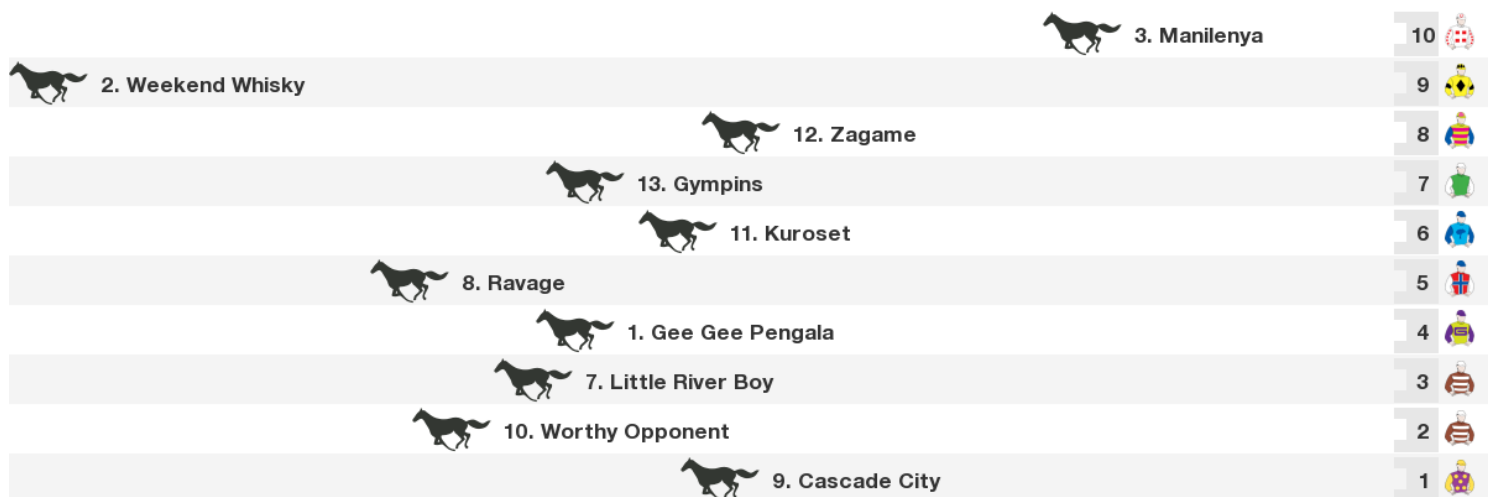 3. Manilenya 10
2. Weekend Whisky 9
12. Zagame 8
13. Gympins 7
11. Kuroset 6
8. Ravage 5
1. Gee Gee Pengala 4
7. Little River Boy 3
10. Worthy Opponent 2
9. Cascade City 1